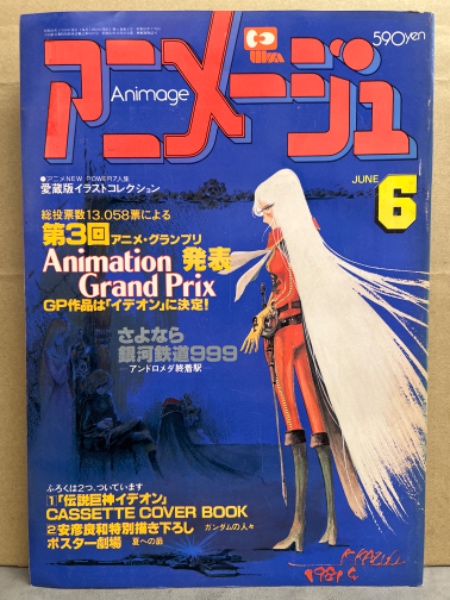 590yen
アニメージュ
Animage
JUNE
6
●アニメNEW POWER7人集
愛蔵版イラストコレクション
総投票数13,058票による
第3回アニメ・グランプリ
Animation 発表
Grand Prix
GP作品は「イデオン」に決定!
さよなら
銀河鉄道999
アンドロメダ終着駅
ふろくは2つ、ついています
1「伝説巨神イデオン」
CASSETTE COVER BOOK
2安彦良和特別描き下ろし ガンダムの人々
ポスター劇場 夏への扉
1981